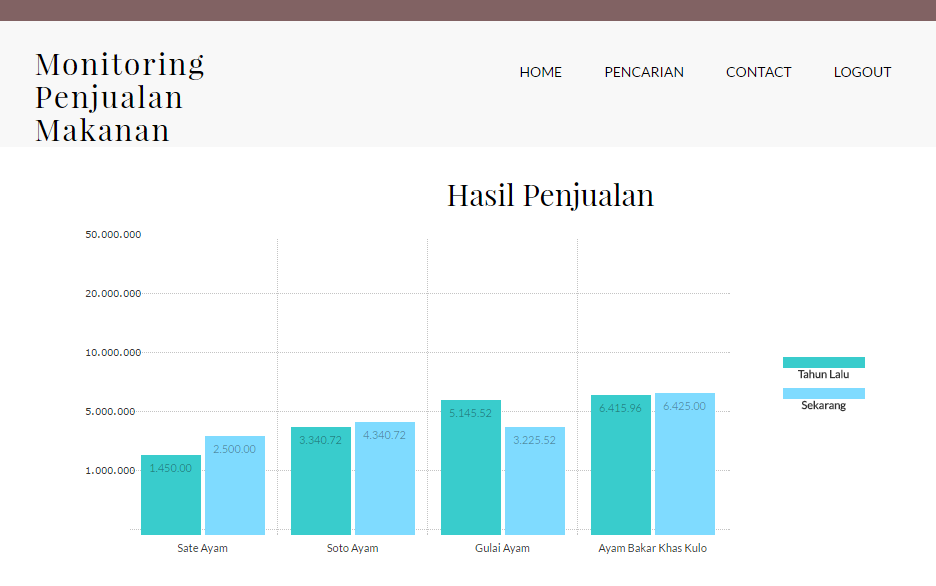 Monitoring
Penjualan
Makanan
HOME PENCARIAN CONTACT LOGOUT
Hasil Penjualan
50.000.000
20.000.000
10.000.000
5.000.000
1.000.000
1.450.00
2.500.00
3.340.72
4.340.72
5.145.52
3.225.52
6.415.96
6.425.00
Sate Ayam Soto Ayam Gulai Ayam Ayam Bakar Khas Kulo
Tahun Lalu
Sekarang